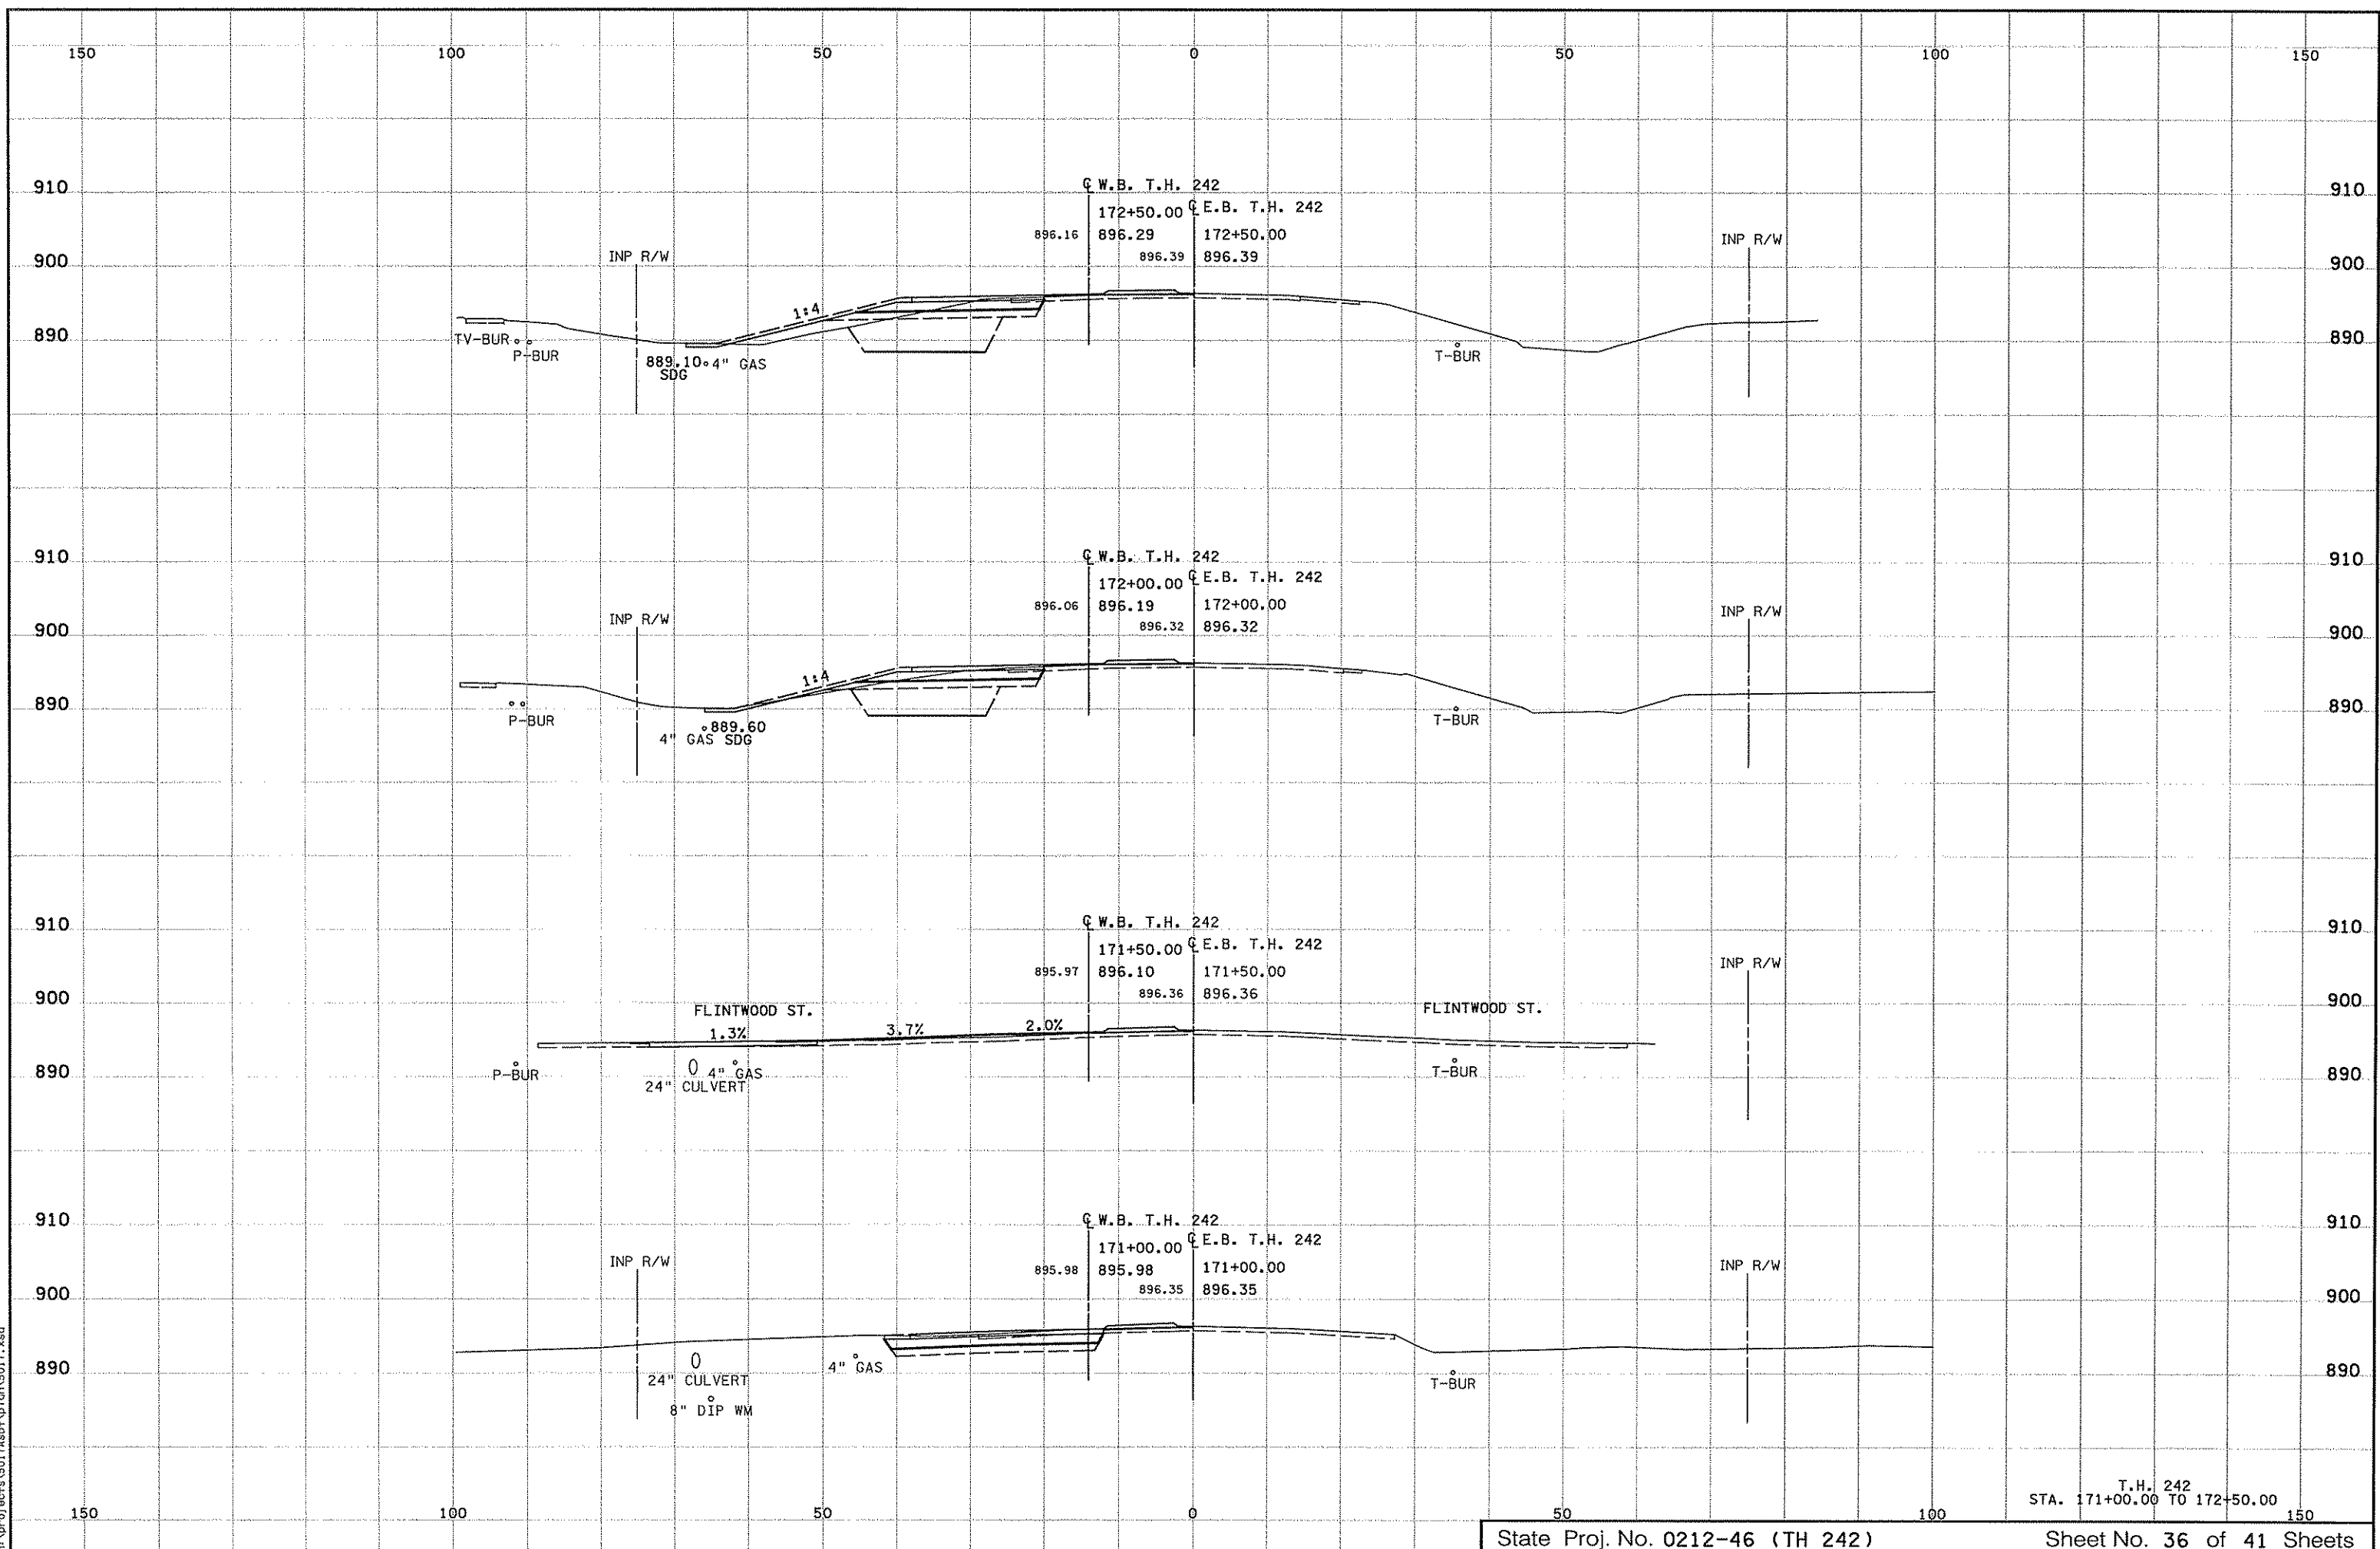 150 100 50 0 50 100 150
910 ℄ W.B. T.H. 242 910
172+50.00 ℄ E.B. T.H. 242
896.16 896.29 172+50.00
INP R/W 896.39 896.39 INP R/W
900 900
1:4
890 890
TV-BUR P-BUR T-BUR
889.10 4" GAS
SDG
910 ℄ W.B. T.H. 242 910
172+00.00 ℄ E.B. T.H. 242
896.06 896.19 172+00.00
INP R/W 896.32 896.32 INP R/W
900 900
1:4
890 890
P-BUR T-BUR
889.60
4" GAS SDG
910 ℄ W.B. T.H. 242 910
171+50.00 ℄ E.B. T.H. 242
895.97 896.10 171+50.00 INP R/W
896.36 896.36
900 900
FLINTWOOD ST. FLINTWOOD ST.
1.3% 3.7% 2.0%
890 890
P-BUR 4" GAS T-BUR
24" CULVERT
910 ℄ W.B. T.H. 242 910
171+00.00 ℄ E.B. T.H. 242
INP R/W 895.98 895.98 171+00.00 INP R/W
896.35 896.35
900 900
890 890
4" GAS
24" CULVERT T-BUR
8" DIP WM
T.H. 242
STA. 171+00.00 TO 172+50.00
150 100 50 0 50 100 150
State Proj. No. 0212-46 (TH 242) Sheet No. 36 of 41 Sheets